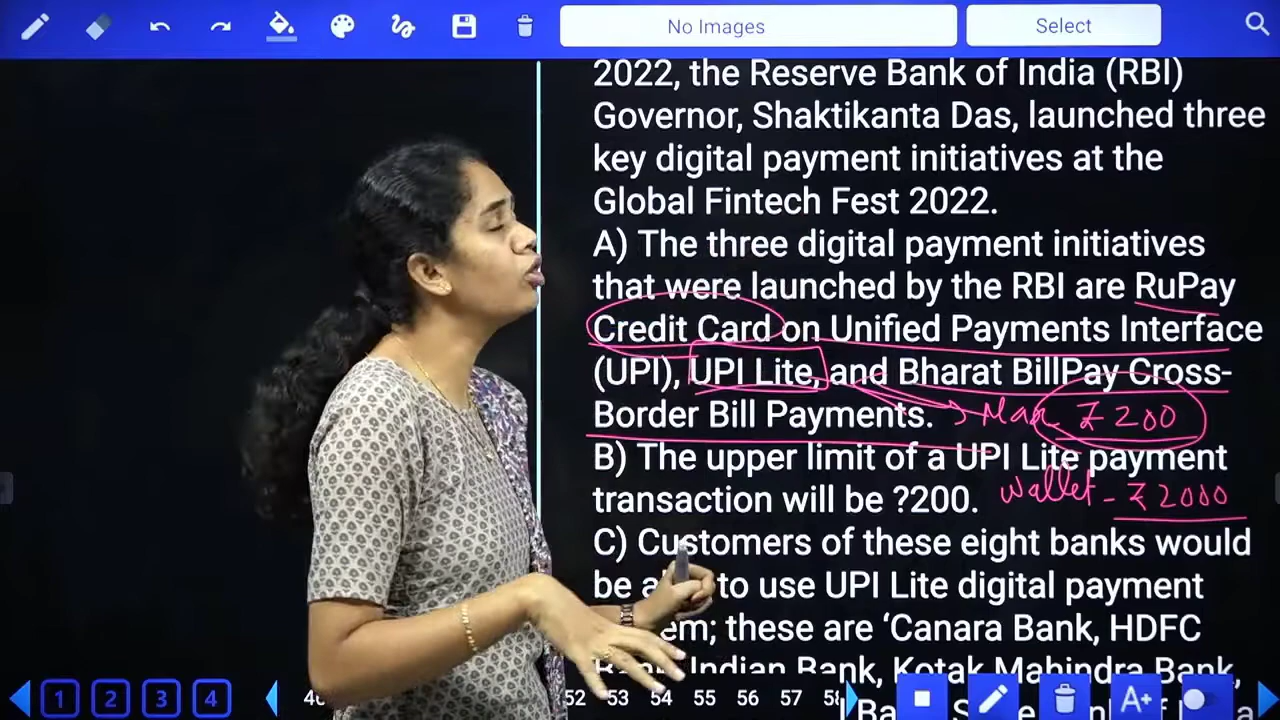 No Images
Select
2022, the Reserve Bank of India (RBI)
Governor, Shaktikanta Das, launched three
key digital payment initiatives at the
Global Fintech Fest 2022.
A) The three digital payment initiatives
that were launched by the RBI are RuPay
Credit Card on Unified Payments Interface
(UPI), UPI Lite, and Bharat BillPay Cross-
Border Bill Payments. → Max ₹200
B) The upper limit of a UPI Lite payment
transaction will be ?200. Wallet - ₹2000
C) Customers of these eight banks would
be to use UPI Lite digital payment
these are ‘Canara Bank, HDFC
Indian Bank, Kotak Mahindra Bank,
1 2 3 4 52 53 54 55 56 57 A+